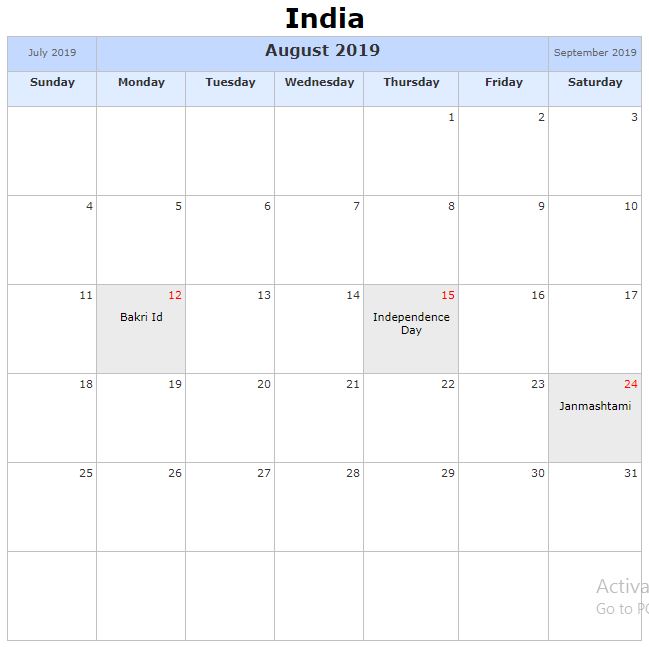 India
July 2019 August 2019 September 2019
Sunday Monday Tuesday Wednesday Thursday Friday Saturday
1 2 3
4 5 6 7 8 9 10
11 12 13 14 15 16 17
Bakri Id Independence
Day
18 19 20 21 22 23 24
Janmashtami
25 26 27 28 29 30 31
Activa
Go to PC